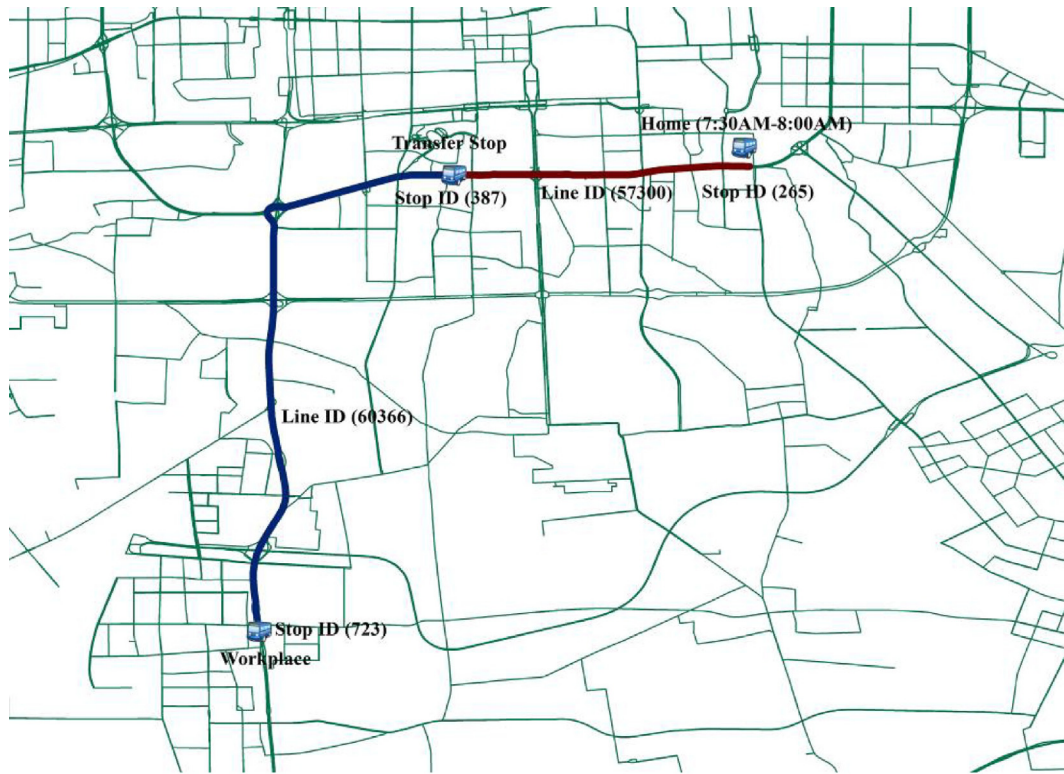 Home (7:30AM-8:00AM)
Transfer Stop
Stop ID (387)
Line ID (57300)
Stop ID (265)
Line ID (60366)
Stop ID (723)
Workplace